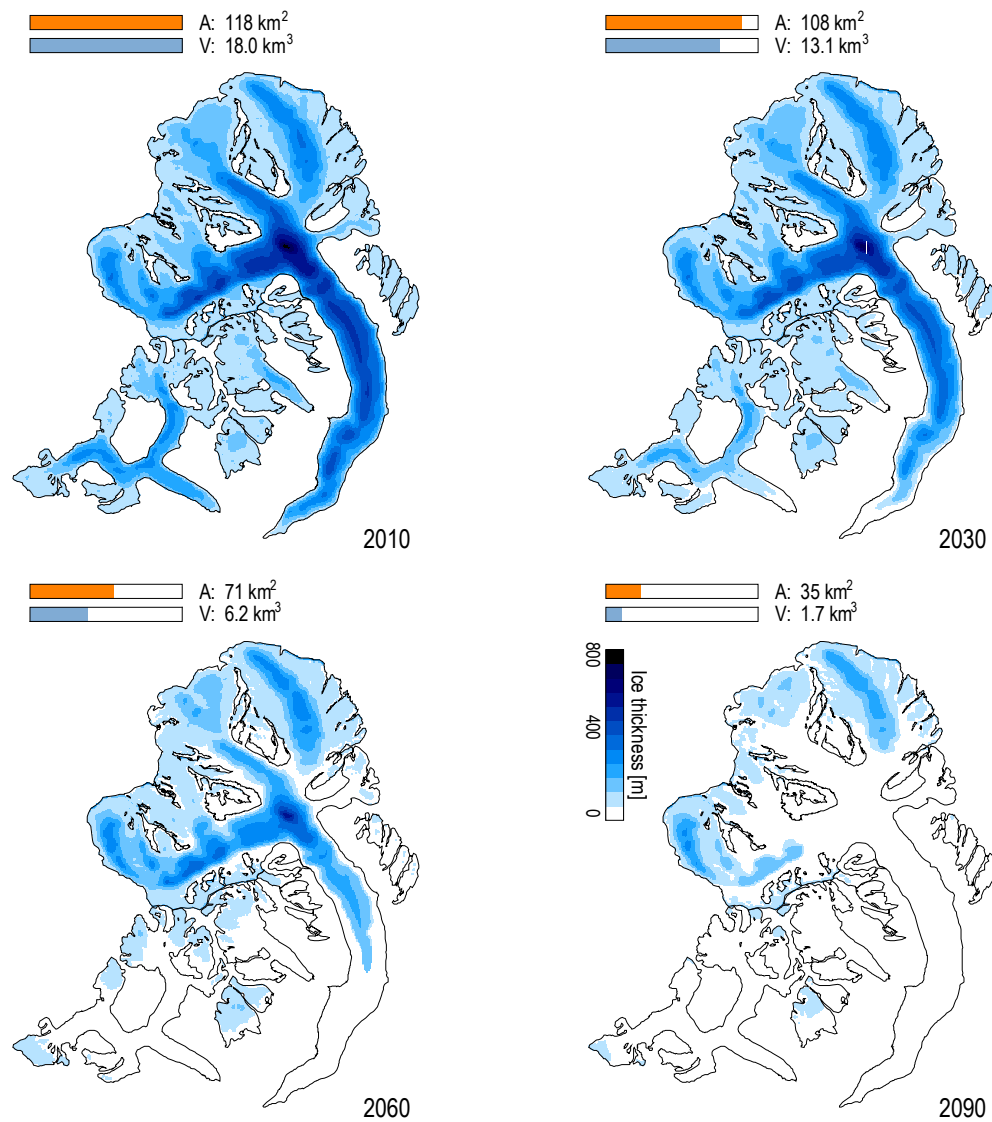 A: 118 km²
V: 18.0 km³
A: 108 km²
V: 13.1 km³
2010
2030
A: 71 km²
V: 6.2 km³
A: 35 km²
V: 1.7 km³
800
400
0
Ice thickness [m]
2060
2090